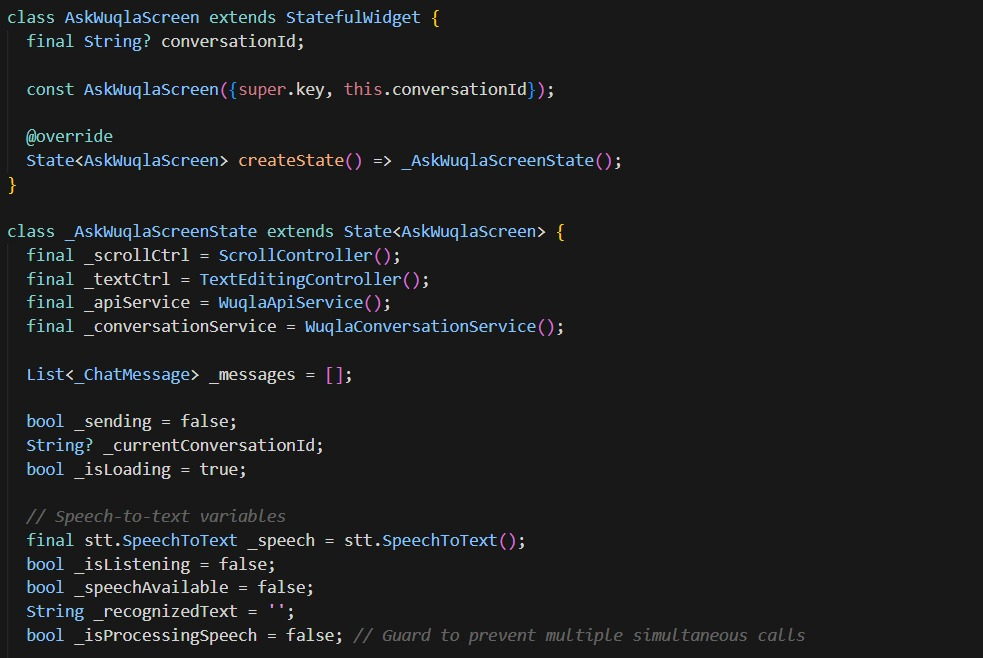 class AskWuqlaScreen extends StatefulWidget {
  final String? conversationId;

  const AskWuqlaScreen({super.key, this.conversationId});

  @override
  State<AskWuqlaScreen> createState() => _AskWuqlaScreenState();
}

class _AskWuqlaScreenState extends State<AskWuqlaScreen> {
  final _scrollCtrl = ScrollController();
  final _textCtrl = TextEditingController();
  final _apiService = WuqlaApiService();
  final _conversationService = WuqlaConversationService();

  List<_ChatMessage> _messages = [];

  bool _sending = false;
  String? _currentConversationId;
  bool _isLoading = true;

  // Speech-to-text variables
  final stt.SpeechToText _speech = stt.SpeechToText();
  bool _isListening = false;
  bool _speechAvailable = false;
  String _recognizedText = '';
  bool _isProcessingSpeech = false; // Guard to prevent multiple simultaneous calls